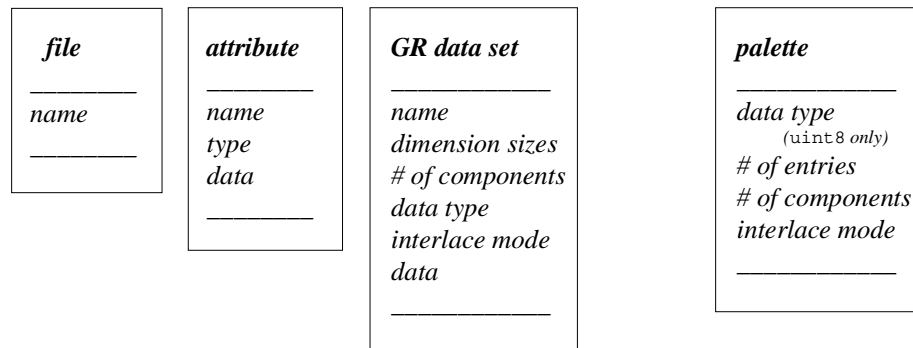 file
name
attribute
name
type
data
GR data set
name
dimension sizes
# of components
data type
interlace mode
data
palette
data type
(uint8 only)
# of entries
# of components
interlace mode